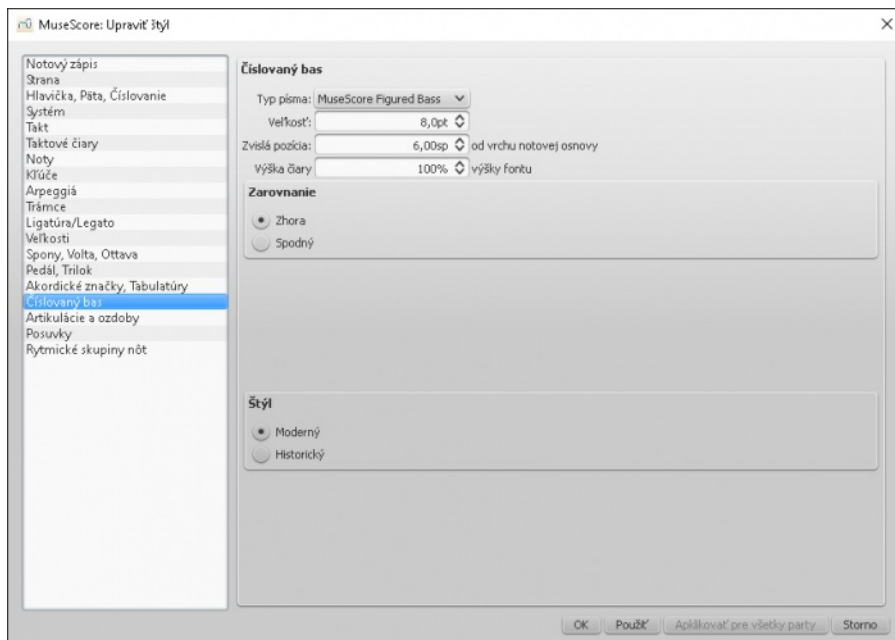 MuseScore: Upraviť štýl
Notový zápis
Strana
Hlavička, Päta, Číslovanie
Systém
Takt
Taktové čiary
Noty
Kľúče
Arpeggiá
Trámce
Ligatúra/Legato
Veľkosti
Spony, Volta, Ottava
Pedál, Trilok
Akordické značky, Tabulatúry
Číslovaný bas
Artikulácie a ozdoby
Posuvky
Rytmické skupiny nôt
Číslovaný bas
Typ písma: MuseScore Figured Bass
Veľkosť: 8,0pt
Zvislá pozícia: 6,00sp od vrchu notovej osnovy
Výška čiary 100% výšky fontu
Zarovnanie
Zhora
Spodný
Štýl
Moderný
Historický
OK Použiť Aplikovať pre všetky party Storno